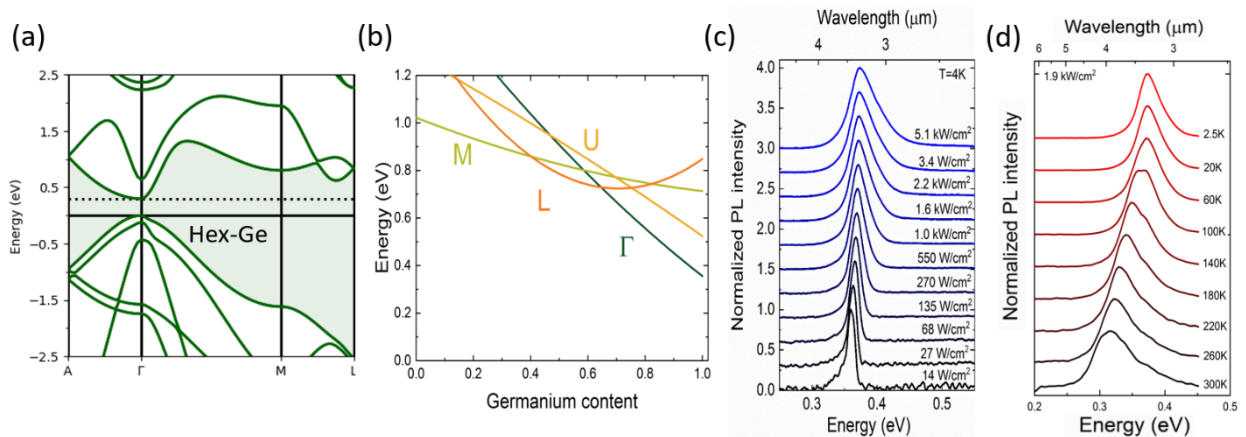 (a)
2.5
1.5
0.5
−0.5
−1.5
−2.5
Energy (eV)
Hex-Ge
A
Γ
M
L
(b)
1.2
1.0
0.8
0.6
0.4
0.2
0.0
Energy (eV)
M
L
U
Γ
0.0
0.2
0.4
0.6
0.8
1.0
Germanium content
(c)
Wavelength (μm)
4
3
T=4K
4.0
3.5
3.0
2.5
2.0
1.5
1.0
0.5
0.0
Normalized PL intensity
5.1 kW/cm²
3.4 W/cm²
2.2 kW/cm²
1.6 kW/cm²
1.0 kW/cm²
550 W/cm²
270 W/cm²
135 W/cm²
68 W/cm²
27 W/cm²
14 W/cm²
0.3
0.4
0.5
Energy (eV)
(d)
Wavelength (μm)
6
5
4
3
1.9 kW/cm²
Normalized PL intensity
2.5K
20K
60K
100K
140K
180K
220K
260K
300K
0.2
0.3
0.4
0.5
Energy (eV)